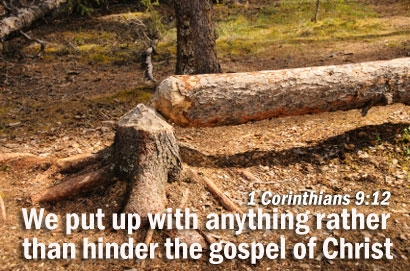 1 Corinthians 9:12
We put up with anything rather
than hinder the gospel of Christ